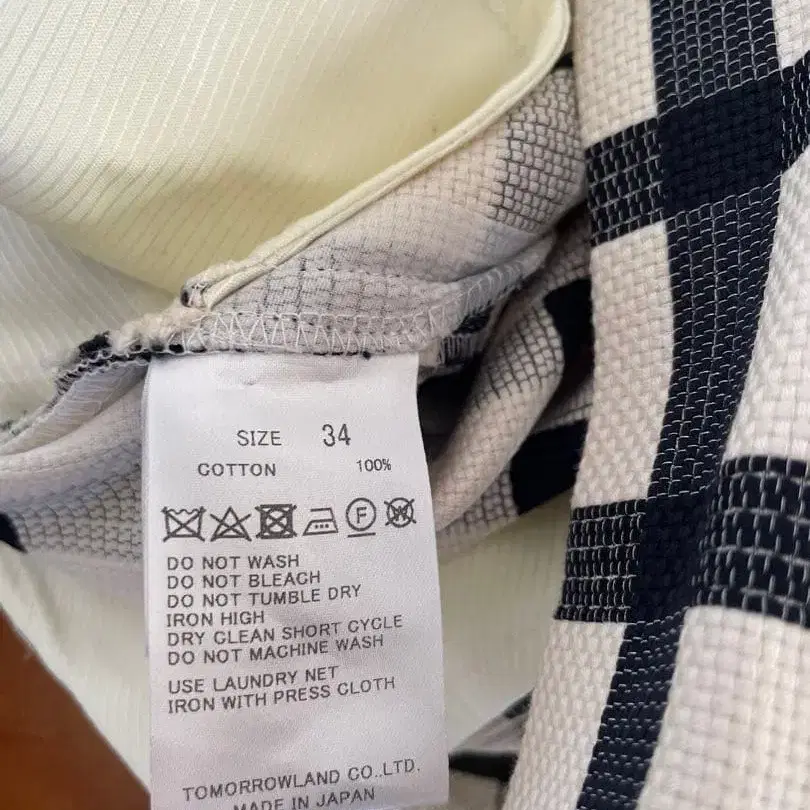 SIZE 34
COTTON 100%
F W
DO NOT WASH
DO NOT BLEACH
DO NOT TUMBLE DRY
IRON HIGH
DRY CLEAN SHORT CYCLE
DO NOT MACHINE WASH
USE LAUNDRY NET
IRON WITH PRESS CLOTH
TOMORROWLAND CO.,LTD.
MADE IN JAPAN